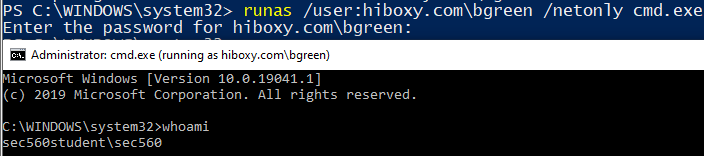 PS C:\WINDOWS\system32> runas /user:hiboxy.com\bgreen /netonly cmd.exe
Enter the password for hiboxy.com\bgreen:
Administrator: cmd.exe (running as hiboxy.com\bgreen)
Microsoft Windows [Version 10.0.19041.1]
(c) 2019 Microsoft Corporation. All rights reserved.
C:\WINDOWS\system32>whoami
sec560student\sec560